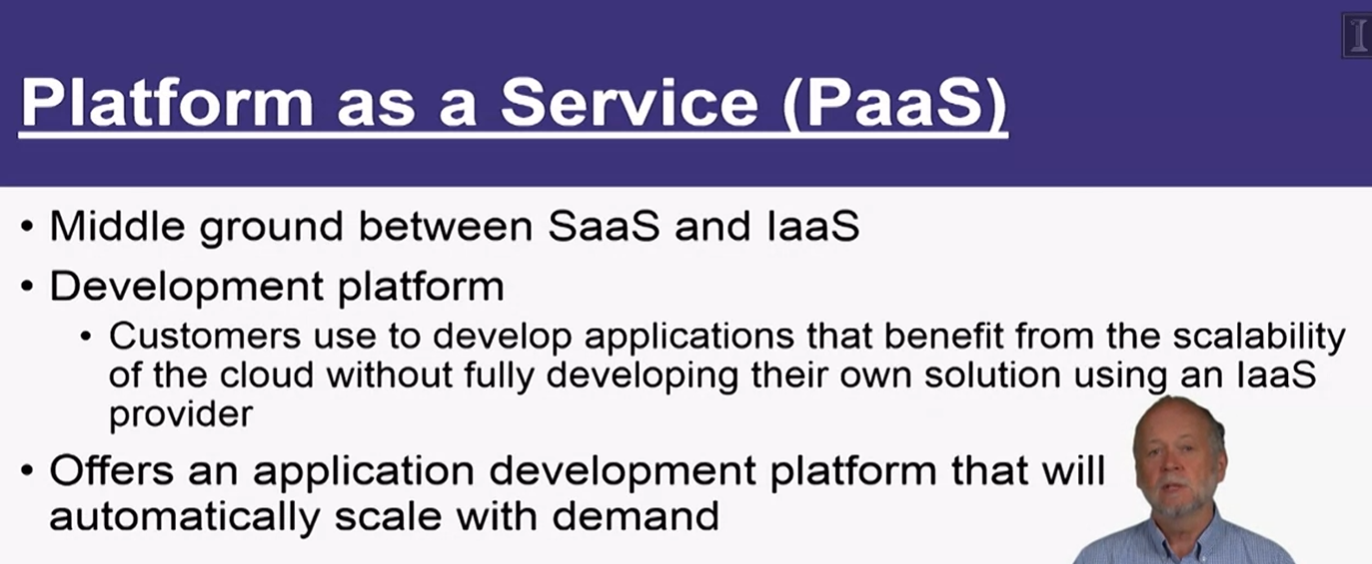 Platform as a Service (PaaS)
• Middle ground between SaaS and IaaS
• Development platform
• Customers use to develop applications that benefit from the scalability
of the cloud without fully developing their own solution using an IaaS
provider
• Offers an application development platform that will
automatically scale with demand